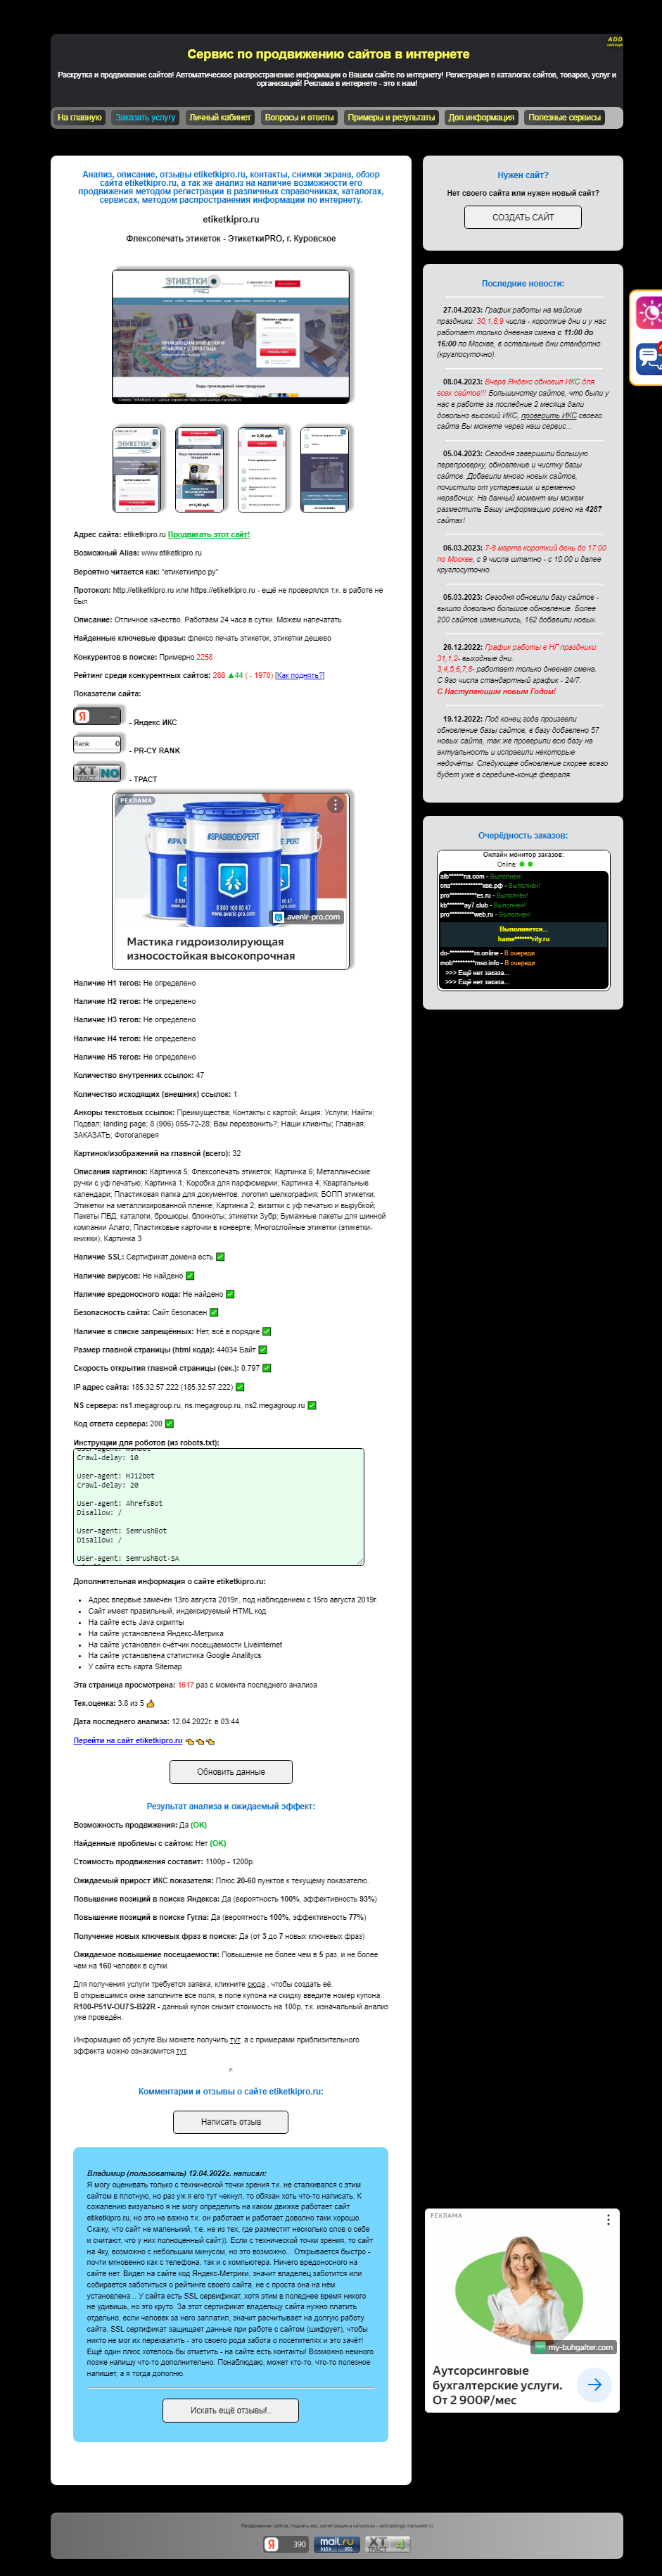 ADD
Сервис по продвижению сайтов в интернете
Раскрутка и продвижение сайтов! Автоматическое распространение информации о Вашем сайте по интернету! Регистрация в каталогах сайтов, товаров, услуг и
организаций! Реклама в интернете - это к нам!
На главную
Заказать услугу
Личный кабинет
Вопросы и ответы
Примеры и результаты
Доп.информация
Полезные сервисы
Анализ, описание, отзывы etiketkipro.ru, контакты, снимки экрана, обзор
сайта etiketkipro.ru, а так же анализ на наличие возможности его
продвижения методом регистрации в различных справочниках, каталогах,
сервисах, методом распространения информации по интернету.
etiketkipro.ru
Флексопечать этикеток - ЭтикеткиPRO, г. Куровское
ЭТИКЕТКИ
PRO
Виды производимой нами продукции
Адрес сайта: etiketkipro.ru Продвигать этот сайт!
Возможный Alias: www.etiketkipro.ru
Вероятно читается как: "етикеткипро ру"
Протокол: http://etiketkipro.ru или https://etiketkipro.ru - ещё не проверялся т.к. в работе не
был
Описание: Отличное качество. Работаем 24 часа в сутки. Можем напечатать
Найденные ключевые фразы: флексо печать этикеток, этикетки дешево
Конкурентов в поиске: Примерно 2258
Рейтинг среди конкурентных сайтов: 288 ▲44 ( - 1970) [Как поднять?]
Показатели сайта:
Я — - Яндекс ИКС
Rank 0 - PR-CY RANK
XT ТРАСТ NO - ТРАСТ
РЕКЛАМА
#SPASIBOEXPERT
#SPASIBOEXPERT
8 800 100 80 47
WWW.AVENIR-PRO.COM
avenir-pro.com
Мастика гидроизолирующая
износостойкая высокопрочная
Наличие H1 тегов: Не определено
Наличие H2 тегов: Не определено
Наличие H3 тегов: Не определено
Наличие H4 тегов: Не определено
Наличие H5 тегов: Не определено
Количество внутренних ссылок: 47
Количество исходящих (внешних) ссылок: 1
Анкоры текстовых ссылок: Преимущества; Контакты с картой; Акция; Услуги; Найти;
Подвал; landing page; 8 (906) 055-72-28; Вам перезвонить?; Наши клиенты; Главная;
ЗАКАЗАТЬ; Фотогалерея
Картинок/изображений на главной (всего): 32
Описания картинок: Картинка 5; Флексопечать этикеток; Картинка 6; Металлические
ручки с уф печатью; Картинка 1; Коробка для парфюмерии; Картинка 4; Квартальные
календари; Пластиковая папка для документов, логотип шелкография; БОПП этикетки;
Этикетки на металлизированной пленке; Картинка 2; визитки с уф печатью и вырубкой;
Пакеты ПВД, каталоги, брошюры, блокноты; этикетки Зубр; Бумажные пакеты для шинной
компании Алато; Пластиковые карточки в конверте; Многослойные этикетки (этикетки-
книжки); Картинка 3
Наличие SSL: Сертификат домена есть
Наличие вирусов: Не найдено
Наличие вредоносного кода: Не найдено
Безопасность сайта: Сайт безопасен
Наличие в списке запрещённых: Нет, всё в порядке
Размер главной страницы (html кода): 44034 Байт
Скорость открытия главной страницы (сек.): 0.797
IP адрес сайта: 185.32.57.222 (185.32.57.222)
NS сервера: ns1.megagroup.ru, ns.megagroup.ru, ns2.megagroup.ru
Код ответа сервера: 200
Инструкции для роботов (из robots.txt):
Crawl-delay: 10
User-agent: MJ12bot
Crawl-delay: 20
User-agent: AhrefsBot
Disallow: /
User-agent: SemrushBot
Disallow: /
User-agent: SemrushBot-SA
Дополнительная информация о сайте etiketkipro.ru:
Адрес впервые замечен 13го августа 2019г., под наблюдением с 15го августа 2019г.
Сайт имеет правильный, индексируемый HTML код
На сайте есть Java скрипты
На сайте установлена Яндекс-Метрика
На сайте установлен счётчик посещаемости Liveinternet
На сайте установлена статистика Google Analitycs
У сайта есть карта Sitemap
Эта страница просмотрена: 1617 раз с момента последнего анализа
Тех.оценка: 3.8 из 5
Дата последнего анализа: 12.04.2022г. в 03:44
Перейти на сайт etiketkipro.ru
Обновить данные
Результат анализа и ожидаемый эффект:
Возможность продвижения: Да (OK)
Найденные проблемы с сайтом: Нет (OK)
Стоимость продвижения составит: 1100р - 1200р.
Ожидаемый прирост ИКС показателя: Плюс 20-60 пунктов к текущему показателю.
Повышение позиций в поиске Яндекса: Да (вероятность 100%, эффективность 93%)
Повышение позиций в поиске Гугла: Да (вероятность 100%, эффективность 77%)
Получение новых ключевых фраз в поиске: Да (от 3 до 7 новых ключевых фраз)
Ожидаемое повышение посещаемости: Повышение не более чем в 5 раз, и не более
чем на 160 человек в сутки.
Для получения услуги требуется заявка, кликните сюда , чтобы создать её.
В открывшимся окне заполните все поля, в поле купона на скидку введите номер купона:
R100-P51V-OU7S-B22R - данный купон снизит стоимость на 100р, т.к. изначальный анализ
уже проведён.
Информацию об услуге Вы можете получить тут, а с примерами приблизительного
эффекта можно ознакомится тут.
Комментарии и отзывы о сайте etiketkipro.ru:
Написать отзыв
Владимир (пользователь) 12.04.2022г. написал:
Я могу оценивать только с технической точки зрения т.к. не сталкивался с этим
сайтом в плотную, но раз уж я его тут чекнул, то обязан хоть что-то написать. К
сожалению визуально я не могу определить на каком движке работает сайт
etiketkipro.ru, но это не важно т.к. он работает и работает доволно таки хорошо.
Скажу, что сайт не маленький, т.е. не из тех, где разместят несколько слов о себе
и считают, что у них полноценный сайт)). Если с технической точки зрения, то сайт
на 4ку, возможно с небольшим минусом, но это возможно... Открывается быстро -
почти мгновенно как с телефона, так и с компьютера. Ничего вредоносного на
сайте нет. Видел на сайте код Яндекс-Метрики, значит владелец заботится или
собирается заботиться о рейтинге своего сайта, не с проста она на нём
установлена... У сайта есть SSL сервификат, хотя этим в поледнее время никого
не удивишь, но это круто. За этот сертификат владельцу сайта нужно платить
отдельно, если человек за него заплатил, значит расчитывает на долгую работу
сайта. SSL сертификат защищает данные при работе с сайтом (шифрует), чтобы
никто не мог их перехватить - это своего рода забота о посетителях и это зачёт!
Ещё один плюс хотелось бы отметить - на сайте есть контакты! Возможно немного
позже напишу что-то дополнительно. Понаблюдаю, может кто-то, что-то полезное
напишет, а я тогда дополню.
Искать ещё отзывы!..
Нужен сайт?
Нет своего сайта или нужен новый сайт?
СОЗДАТЬ САЙТ
Последние новости:
27.04.2023: График работы на майские
праздники: 30,1,8,9 числа - короткие дни и у нас
работает только дневная смена с 11:00 до
16:00 по Москве, в остальные дни стандртно
(круглосуточно).
08.04.2023: Вчера Яндекс обновил ИКС для
всех сайтов!!! Большинству сайтов, что были у
нас в работе за последние 2 месяца дали
довольно высокий ИКС, проверить ИКС своего
сайта Вы можете через наш сервис...
05.04.2023: Сегодня завершили большую
перепроверку, обновление и чистку базы
сайтов. Добавили много новых сайтов,
почистили от устаревших и временно
нерабочих. На данный момент мы можем
разместить Вашу информацию ровно на 4287
сайтах!
06.03.2023: 7-8 марта короткий день до 17:00
по Москве, с 9 числа штатно - с 10:00 и далее
круглосуточно.
05.03.2023: Сегодня обновили базу сайтов -
вышло довольно большое обновление. Более
200 сайтов изменились, 162 добавили новых.
26.12.2022: График работы в НГ праздники:
31,1,2- выходные дни.
3,4,5,6,7,8- работает только дневная смена.
С 9го числа стандартный график - 24/7.
С Наступающим новым Годом!
19.12.2022: Под конец года произвели
обновление базы сайтов, в базу добавлено 57
новых сайта, так же проверили всю базу на
актуальность и исправили некоторые
недочёты. Следующее обновление скорее всего
будет уже в середине-конце февраля.
Очерёдность заказов:
Онлайн монитор заказов:
Online:
alb******na.com - Выполнен!
Выполняется...
hame*******rity.ru
В очереди
В очереди
>>> Ещё нет заказа...
>>> Ещё нет заказа...
РЕКЛАМА
my-buhgalter.com
Аутсорсинговые
бухгалтерские услуги.
От 2 900₽/мес
Продвижение сайтов, поднять икс, регистрация в каталогах - addcatalogs.manyweb.ru
Я 390
mail.ru
XT ТРАСТ 4